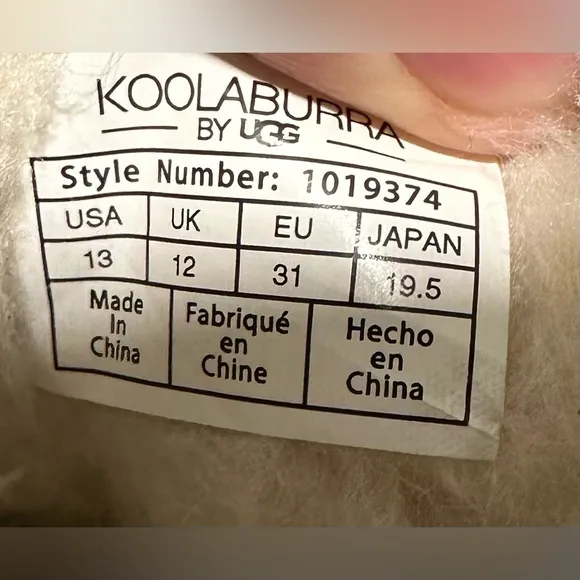 KOOLABURRA
BY UGG
Style Number: 1019374
USA UK EU JAPAN
13 12 31 19.5
Made
In
China
Fabriqué
en
Chine
Hecho
en
China